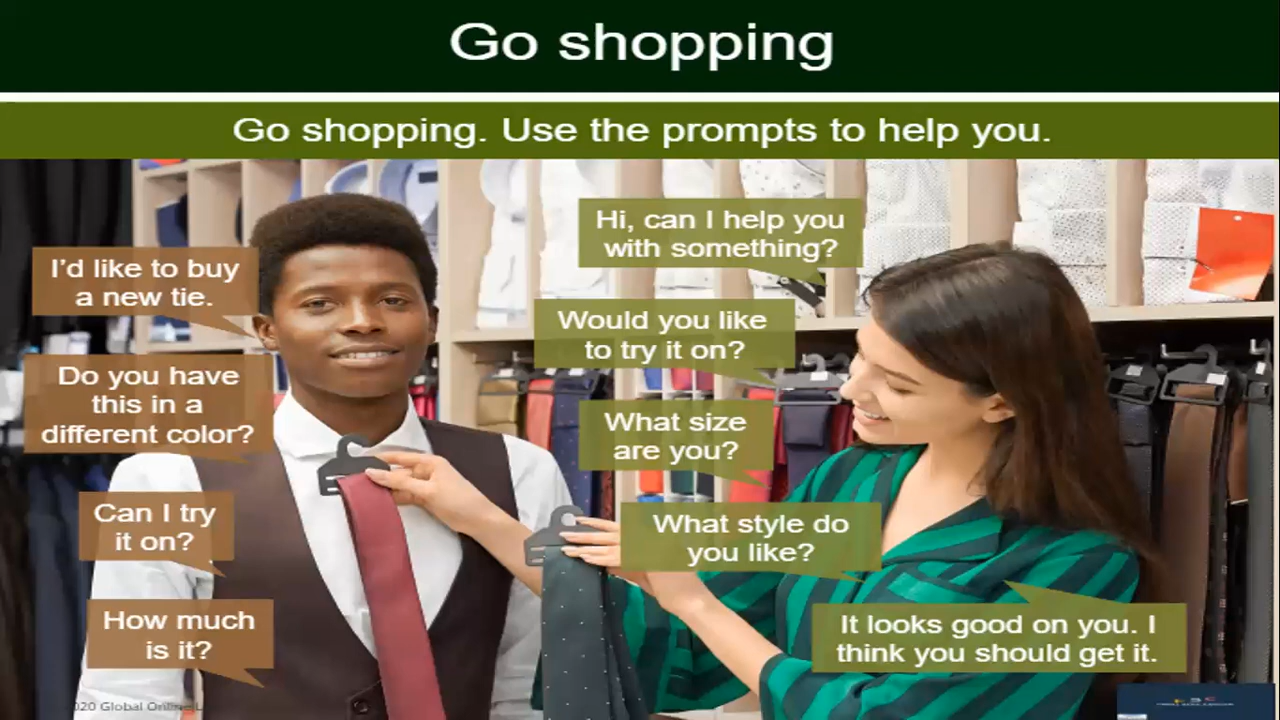 Go shopping
Go shopping. Use the prompts to help you.
I'd like to buy
a new tie.
Do you have
this in a
different color?
Can I try
it on?
How much
is it?
Hi, can I help you
with something?
Would you like
to try it on?
What size
are you?
What style do
you like?
It looks good on you. I
think you should get it.
020 Global Online